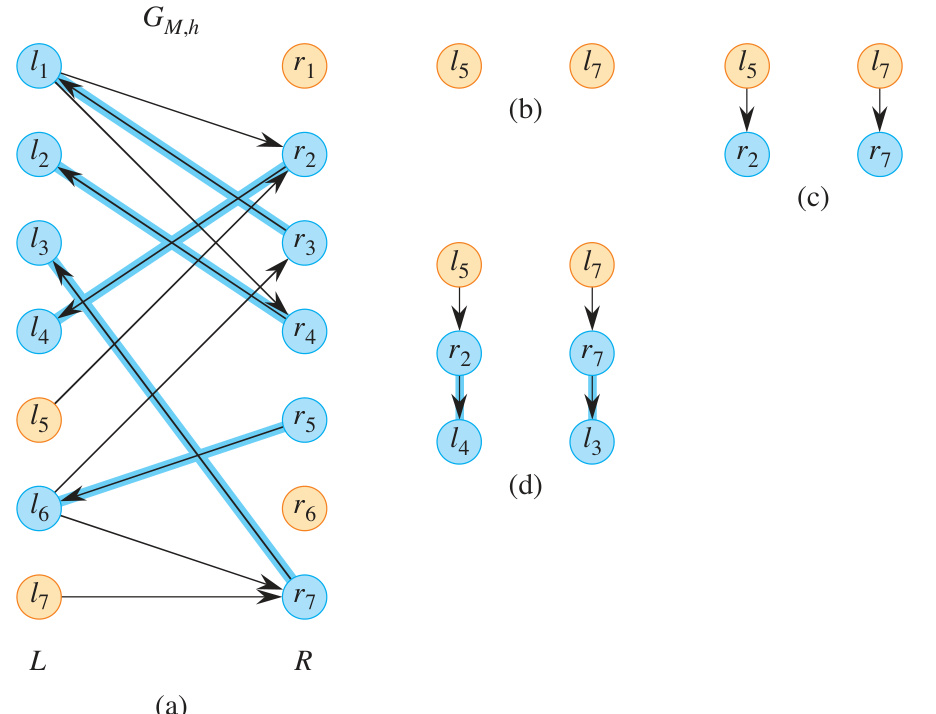 G_{M,h}
l_1 r_1
l_2 r_2
l_3 r_3
l_4 r_4
l_5 r_5
l_6 r_6
l_7 r_7
L R
(a)
l_5 l_7
(b)
l_5 l_7
r_2 r_7
(c)
l_5 l_7
r_2 r_7
l_4 l_3
(d)